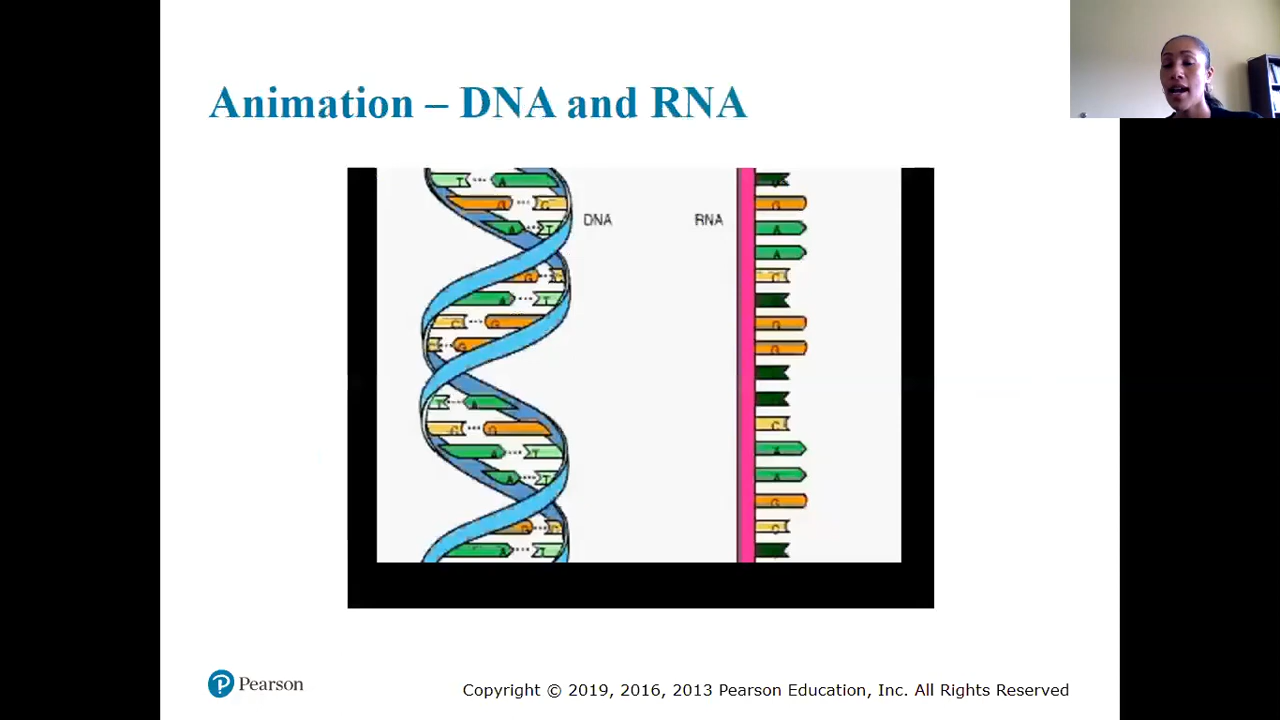 Animation – DNA and RNA
T A
G C
A T
DNA
RNA
G
A
A
C
A T
C G
G
G
G
T A
C G
A T
A T
C
A
A
G
C
G C
A T
Pearson
Copyright © 2019, 2016, 2013 Pearson Education, Inc. All Rights Reserved